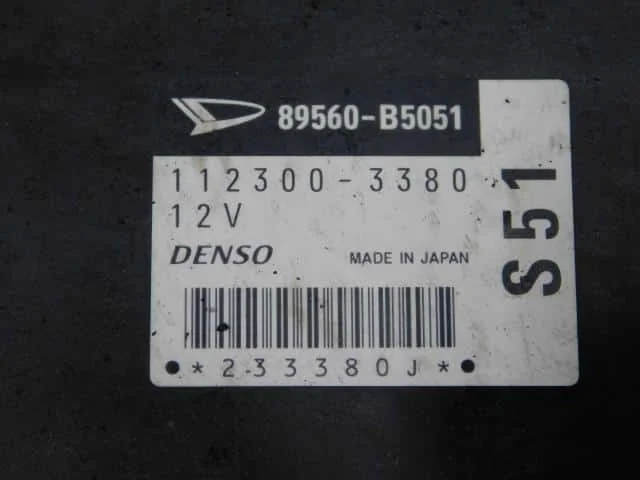 89560-B5051
112300-3380
12V
DENSO
MADE IN JAPAN
S51
*233380J*